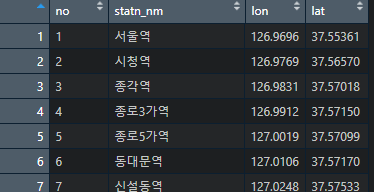 no statn_nm lon lat
1 1 서울역 126.9696 37.55361
2 2 시청역 126.9769 37.56570
3 3 종각역 126.9831 37.57018
4 4 종로3가역 126.9912 37.57150
5 5 종로5가역 127.0019 37.57099
6 6 동대문역 127.0106 37.57170
7 7 신설동역 127.0248 37.57533